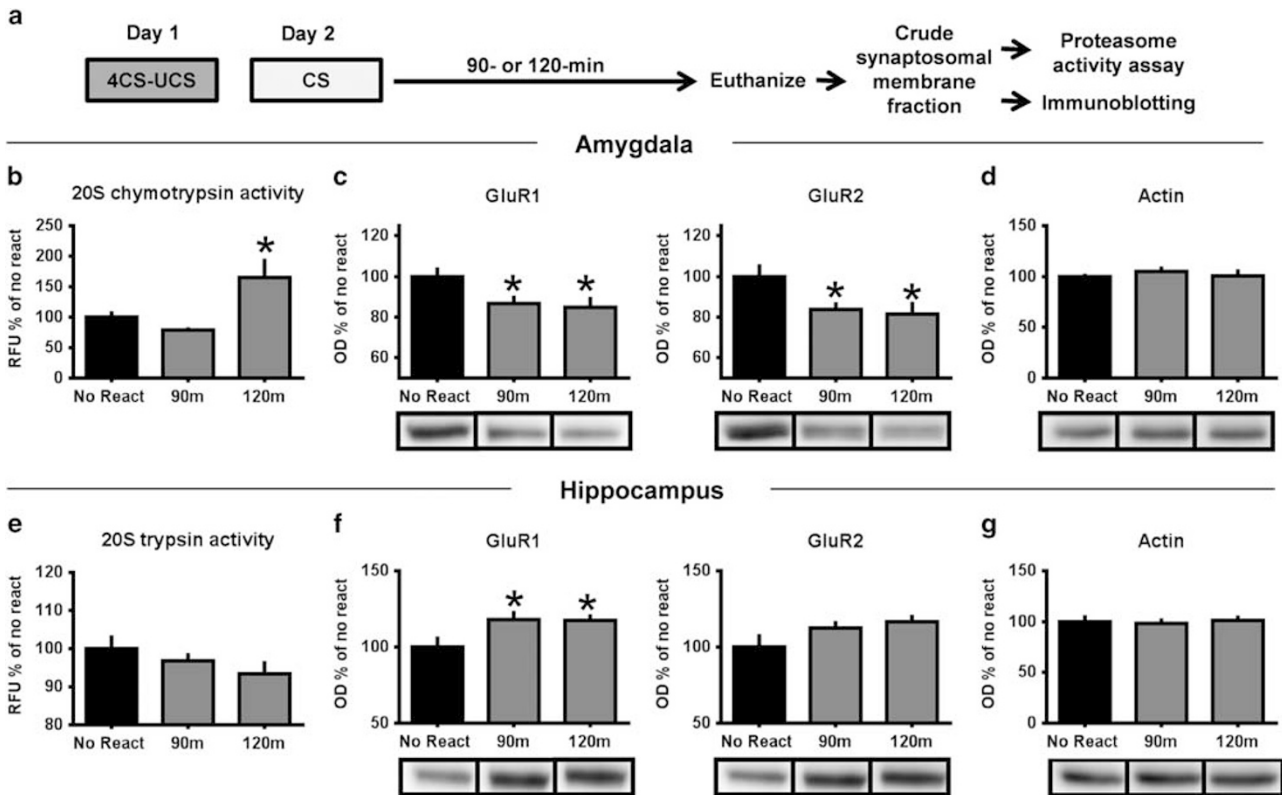 a
Day 1
Day 2
4CS-UCS
CS
90- or 120-min
Euthanize
Crude
synaptosomal
membrane
fraction
Proteasome
activity assay
Immunoblotting
Amygdala
b
20S chymotrypsin activity
RFU % of no react
250
200
150
100
50
0
*
No React 90m 120m
c
GluR1
OD % of no react
120
100
80
60
* *
No React 90m 120m
GluR2
OD % of no react
120
100
80
60
* *
No React 90m 120m
d
Actin
OD % of no react
150
100
50
0
No React 90m 120m
Hippocampus
e
20S trypsin activity
RFU % of no react
120
110
100
90
80
No React 90m 120m
f
GluR1
OD % of no react
150
100
50
* *
No React 90m 120m
GluR2
OD % of no react
150
100
50
No React 90m 120m
g
Actin
OD % of no react
150
100
50
0
No React 90m 120m